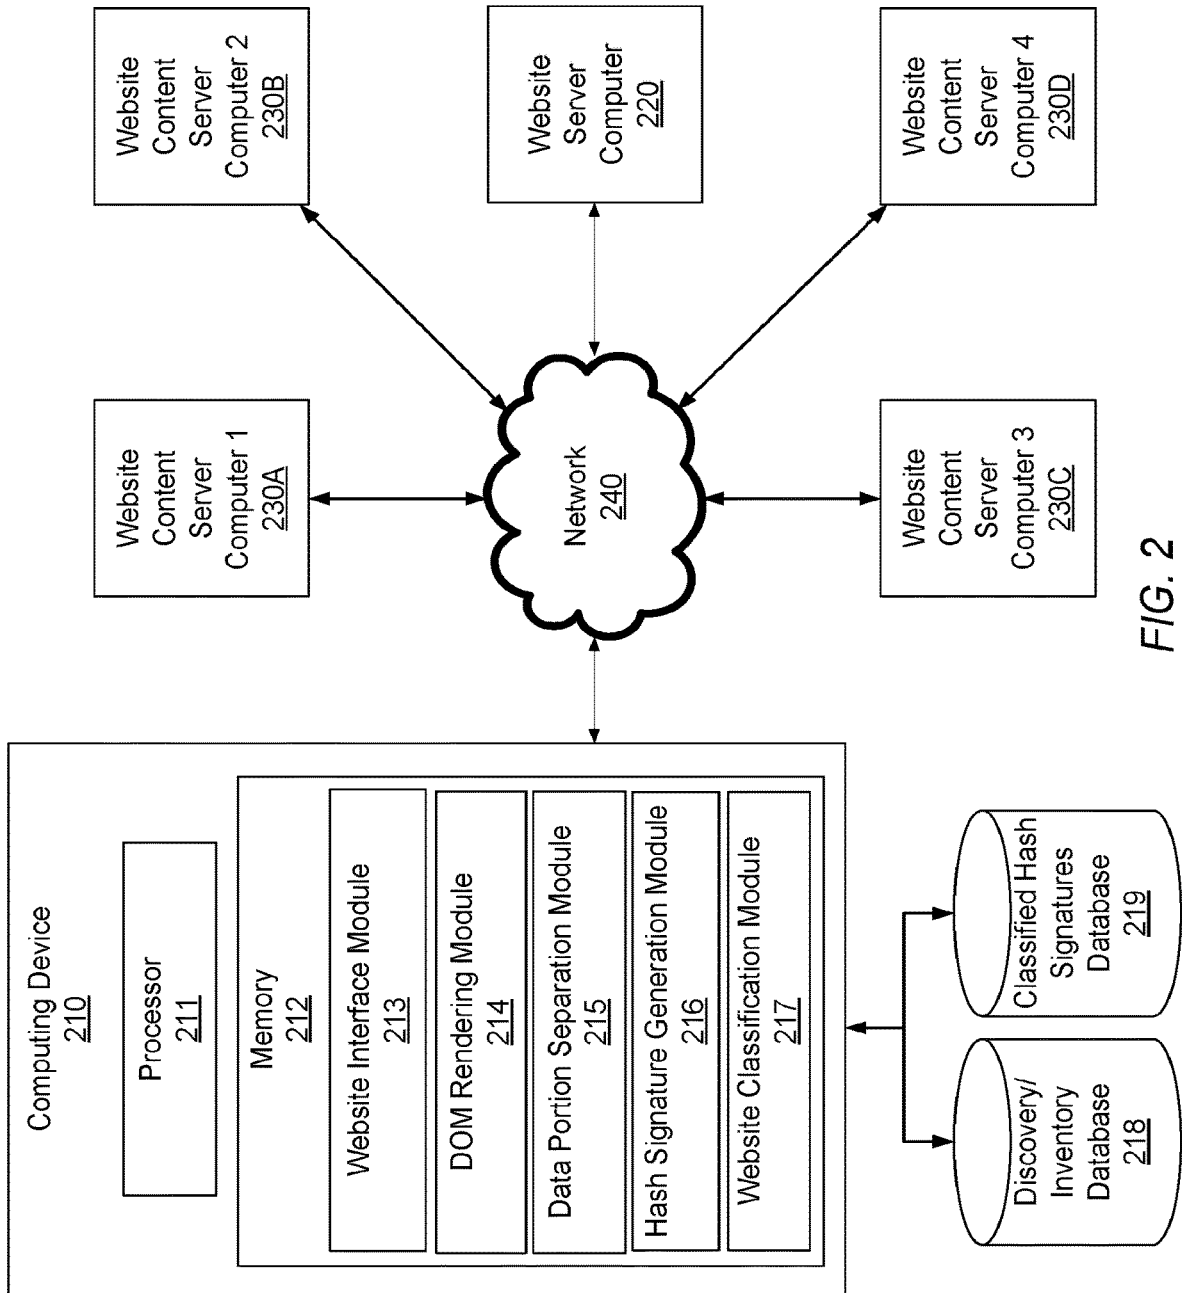 Computing Device
210
Processor
211
Memory
212
Website Interface Module
213
DOM Rendering Module
214
Data Portion Separation Module
215
Hash Signature Generation Module
216
Website Classification Module
217
Discovery/
Inventory
Database
218
Classified Hash
Signatures
Database
219
Network
240
Website
Content
Server
Computer 1
230A
Website
Content
Server
Computer 2
230B
Website
Server
Computer
220
Website
Content
Server
Computer 3
230C
Website
Content
Server
Computer 4
230D
FIG. 2